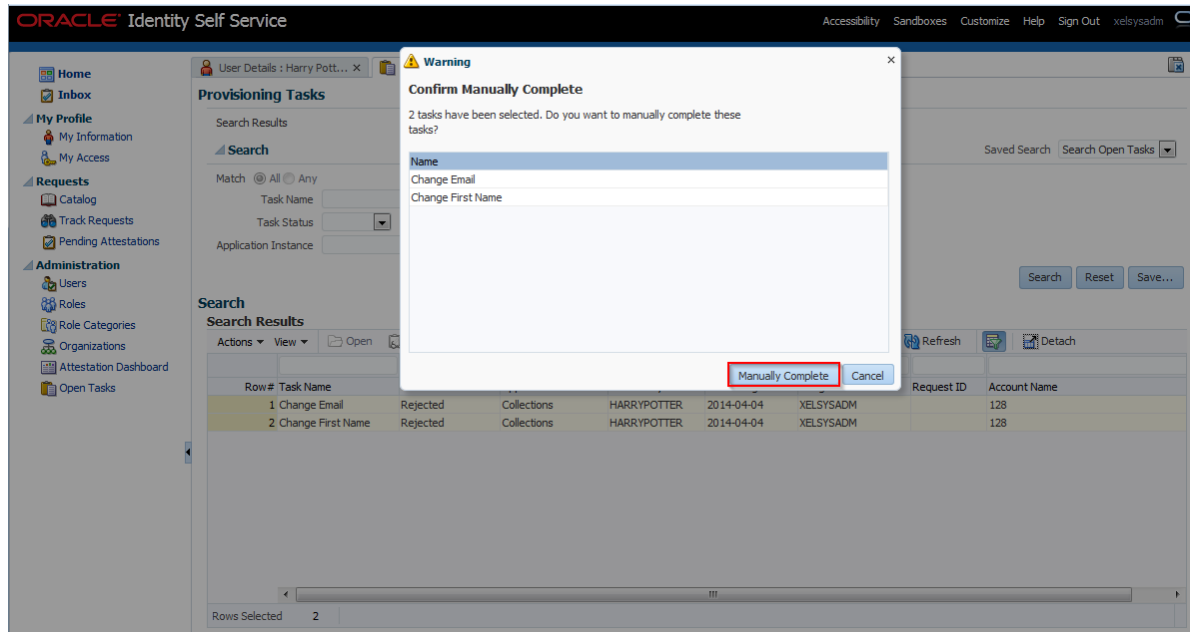 ORACLE Identity Self Service
Accessibility Sandboxes Customize Help Sign Out xelsysadm
Home
Inbox
My Profile
My Information
My Access
Requests
Catalog
Track Requests
Pending Attestations
Administration
Users
Roles
Role Categories
Organizations
Attestation Dashboard
Open Tasks
User Details : Harry Pott...
Provisioning Tasks
Search Results
Search
Saved Search Search Open Tasks
Match All Any
Task Name
Task Status
Application Instance
Search Reset Save...
Warning
Confirm Manually Complete
2 tasks have been selected. Do you want to manually complete these
tasks?
Name
Change Email
Change First Name
Manually Complete Cancel
Search
Search Results
Actions View Open Refresh Detach
Row# Task Name Request ID Account Name
1 Change Email Rejected Collections HARRYPOTTER 2014-04-04 XELSYSADM 128
2 Change First Name Rejected Collections HARRYPOTTER 2014-04-04 XELSYSADM 128
Rows Selected 2